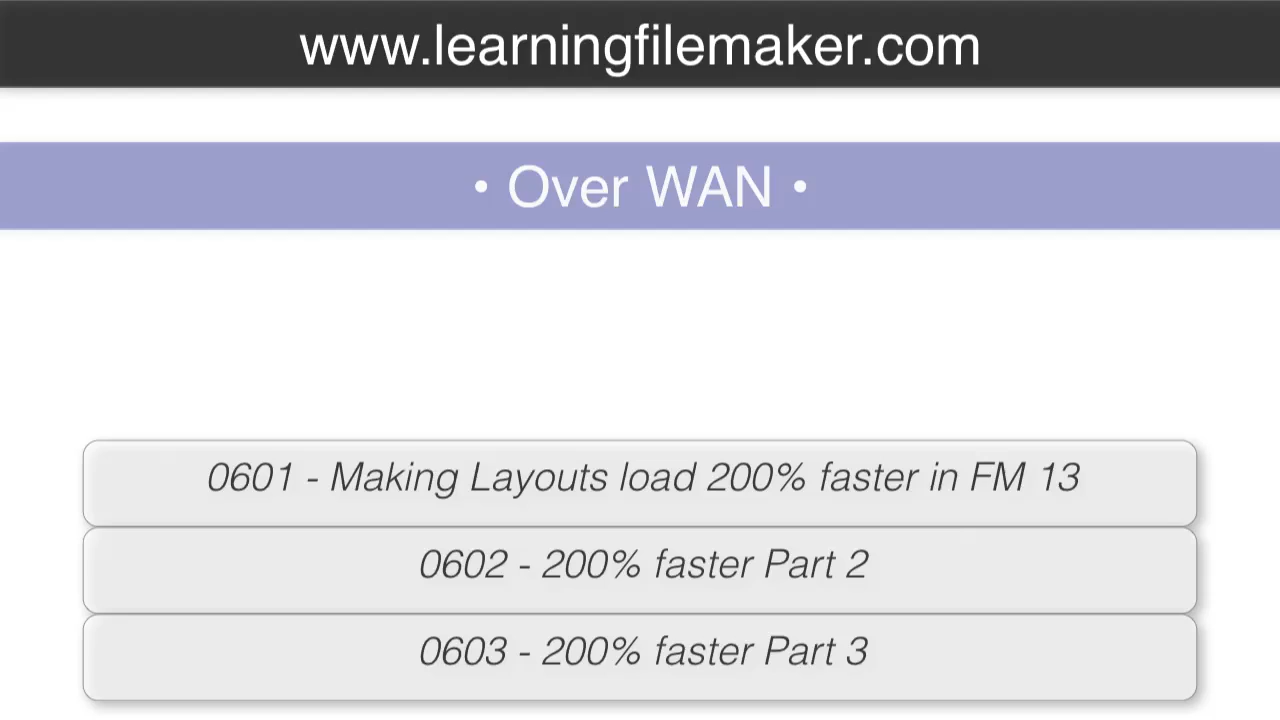 www.learningfilemaker.com
• Over WAN •
0601 - Making Layouts load 200% faster in FM 13
0602 - 200% faster Part 2
0603 - 200% faster Part 3